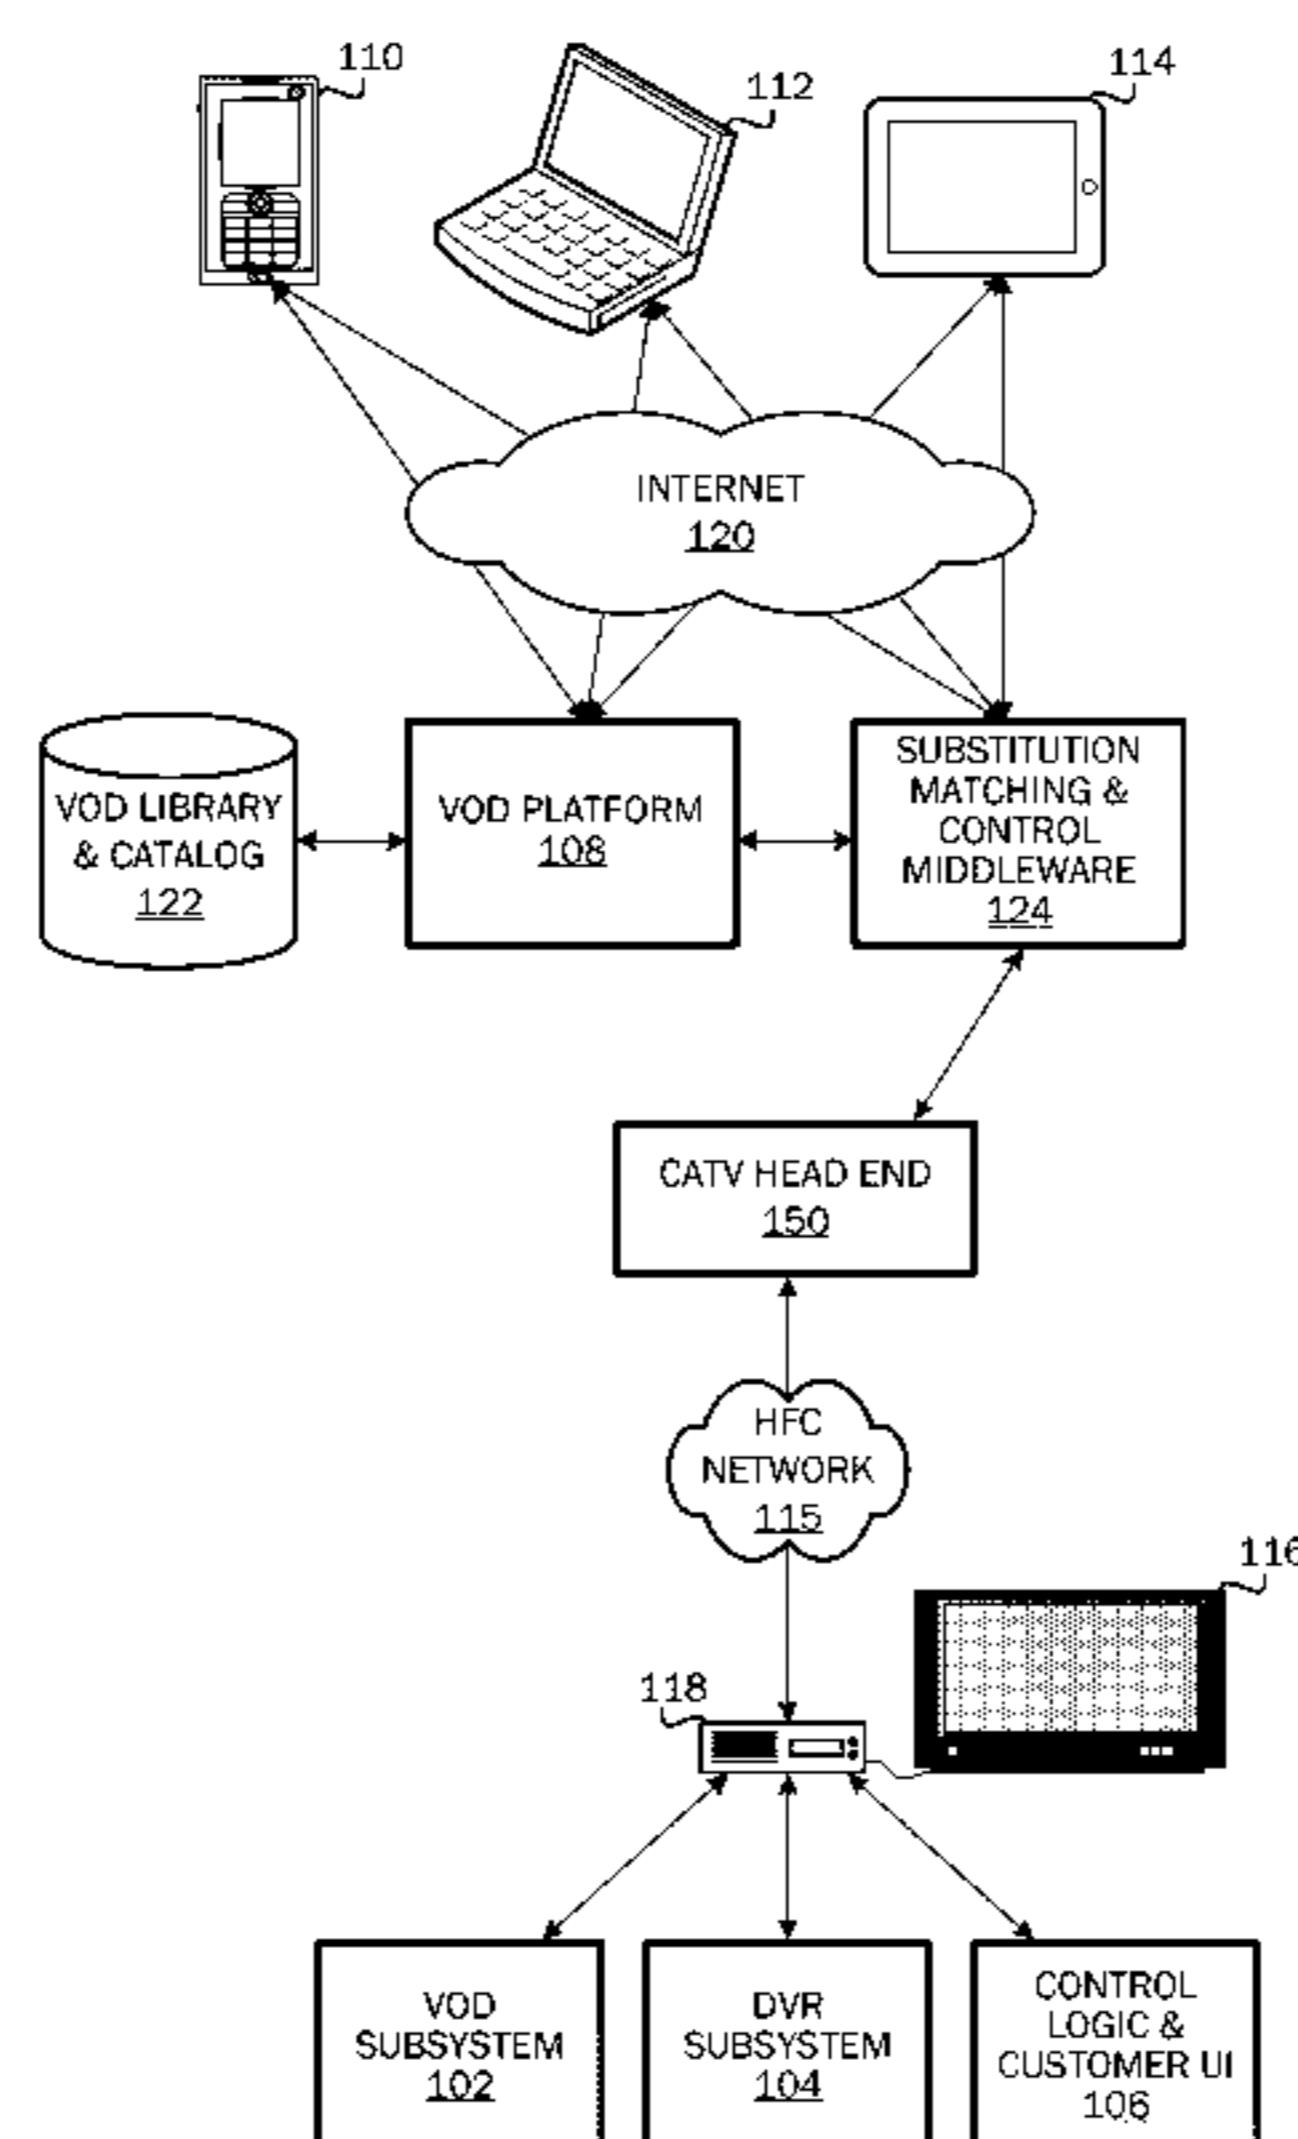 110
112
114
INTERNET
120
VOD LIBRARY
& CATALOG
122
VOD PLATFORM
108
SUBSTITUTION
MATCHING &
CONTROL
MIDDLEWARE
124
CATV HEAD END
150
HFC
NETWORK
115
116
118
VOD
SUBSYSTEM
102
DVR
SUBSYSTEM
104
CONTROL
LOGIC &
CUSTOMER UI
106